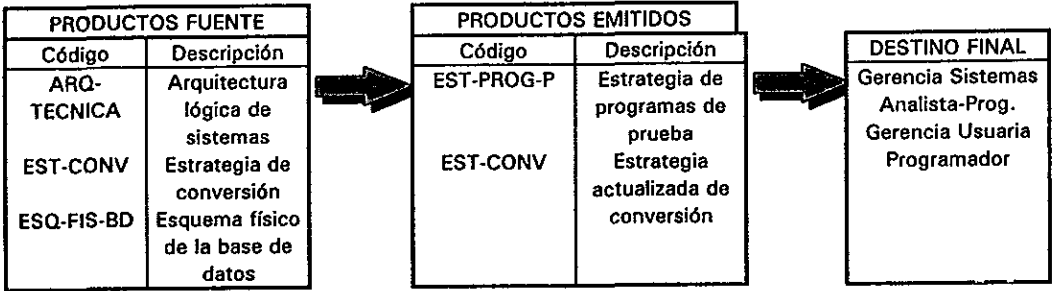 PRODUCTOS FUENTE
Código Descripción
ARQ- Arquitectura
TECNICA lógica de
sistemas
EST-CONV Estrategia de
conversión
ESQ-FIS-BD Esquema físico
de la base de
datos
PRODUCTOS EMITIDOS
Código Descripción
EST-PROG-P Estrategia de
programas de
prueba
EST-CONV Estrategia
actualizada de
conversión
DESTINO FINAL
Gerencia Sistemas
Analista-Prog.
Gerencia Usuaria
Programador